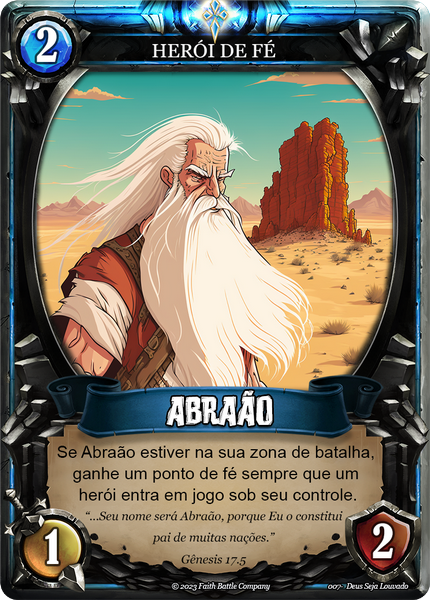 2
HERÓI DE FÉ
ABRAÃO
Se Abraão estiver na sua zona de batalha,
ganhe um ponto de fé sempre que um
herói entra em jogo sob seu controle.
“...Seu nome será Abraão, porque Eu o constitui
pai de muitas nações.”
Gênesis 17.5
1
2
© 2023 Faith Battle Company
007- Deus Seja Louvado